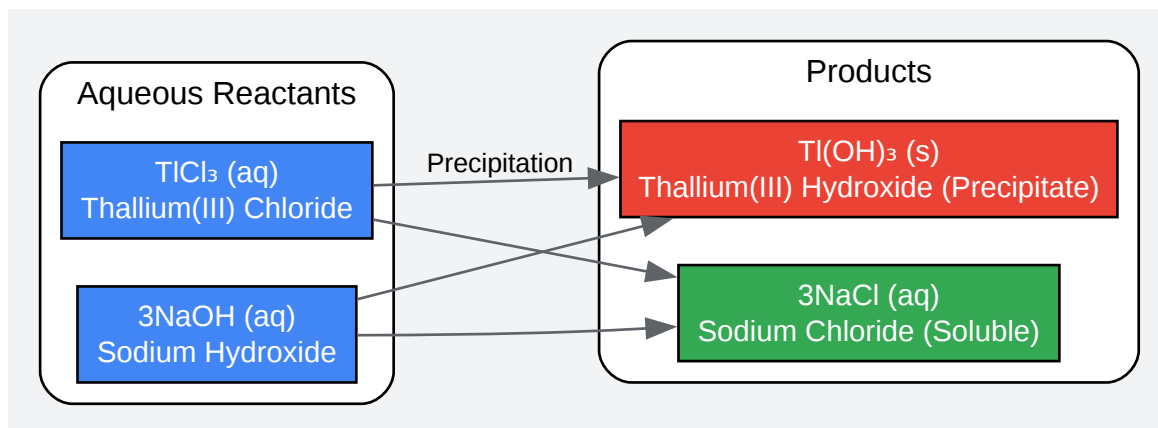 Aqueous Reactants
TlCl₃ (aq)
Thallium(III) Chloride
3NaOH (aq)
Sodium Hydroxide
Precipitation
Products
Tl(OH)₃ (s)
Thallium(III) Hydroxide (Precipitate)
3NaCl (aq)
Sodium Chloride (Soluble)